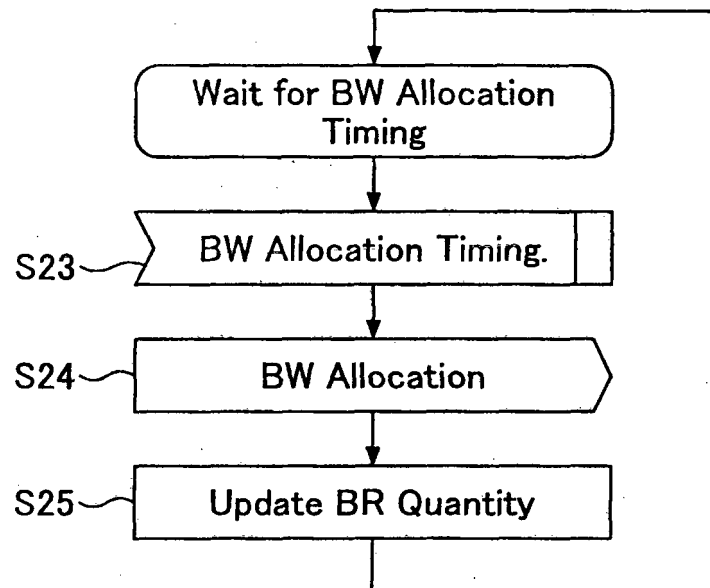 Wait for BW Allocation
Timing
S23
BW Allocation Timing.
S24
BW Allocation
S25
Update BR Quantity